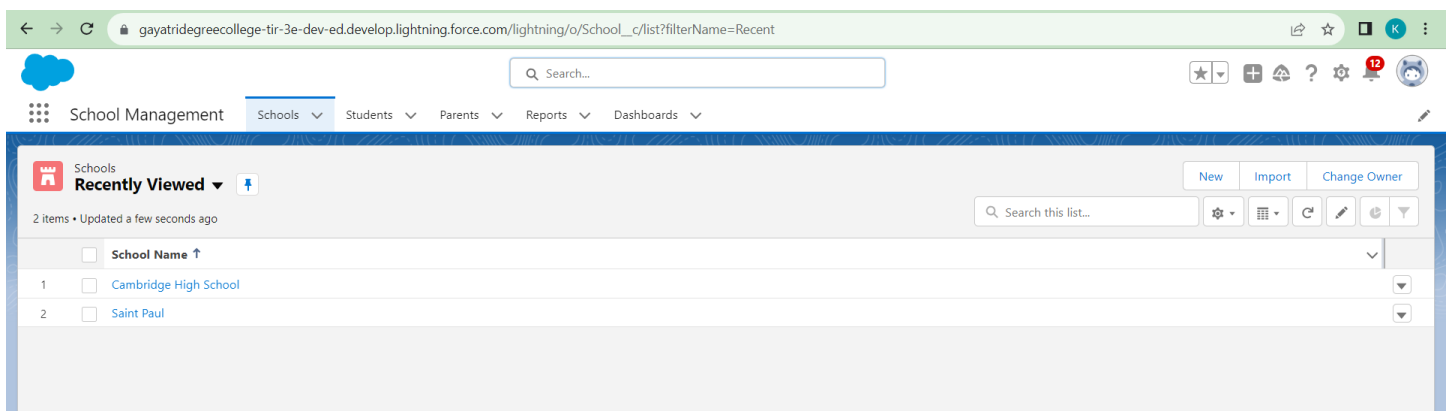 gayatridegreecollege-tir-3e-dev-ed.develop.lightning.force.com/lightning/o/School__c/list?filterName=Recent
K
Search...
12
School Management Schools Students Parents Reports Dashboards
Schools
Recently Viewed
New Import Change Owner
2 items • Updated a few seconds ago
Search this list...
School Name ↑
1 Cambridge High School
2 Saint Paul